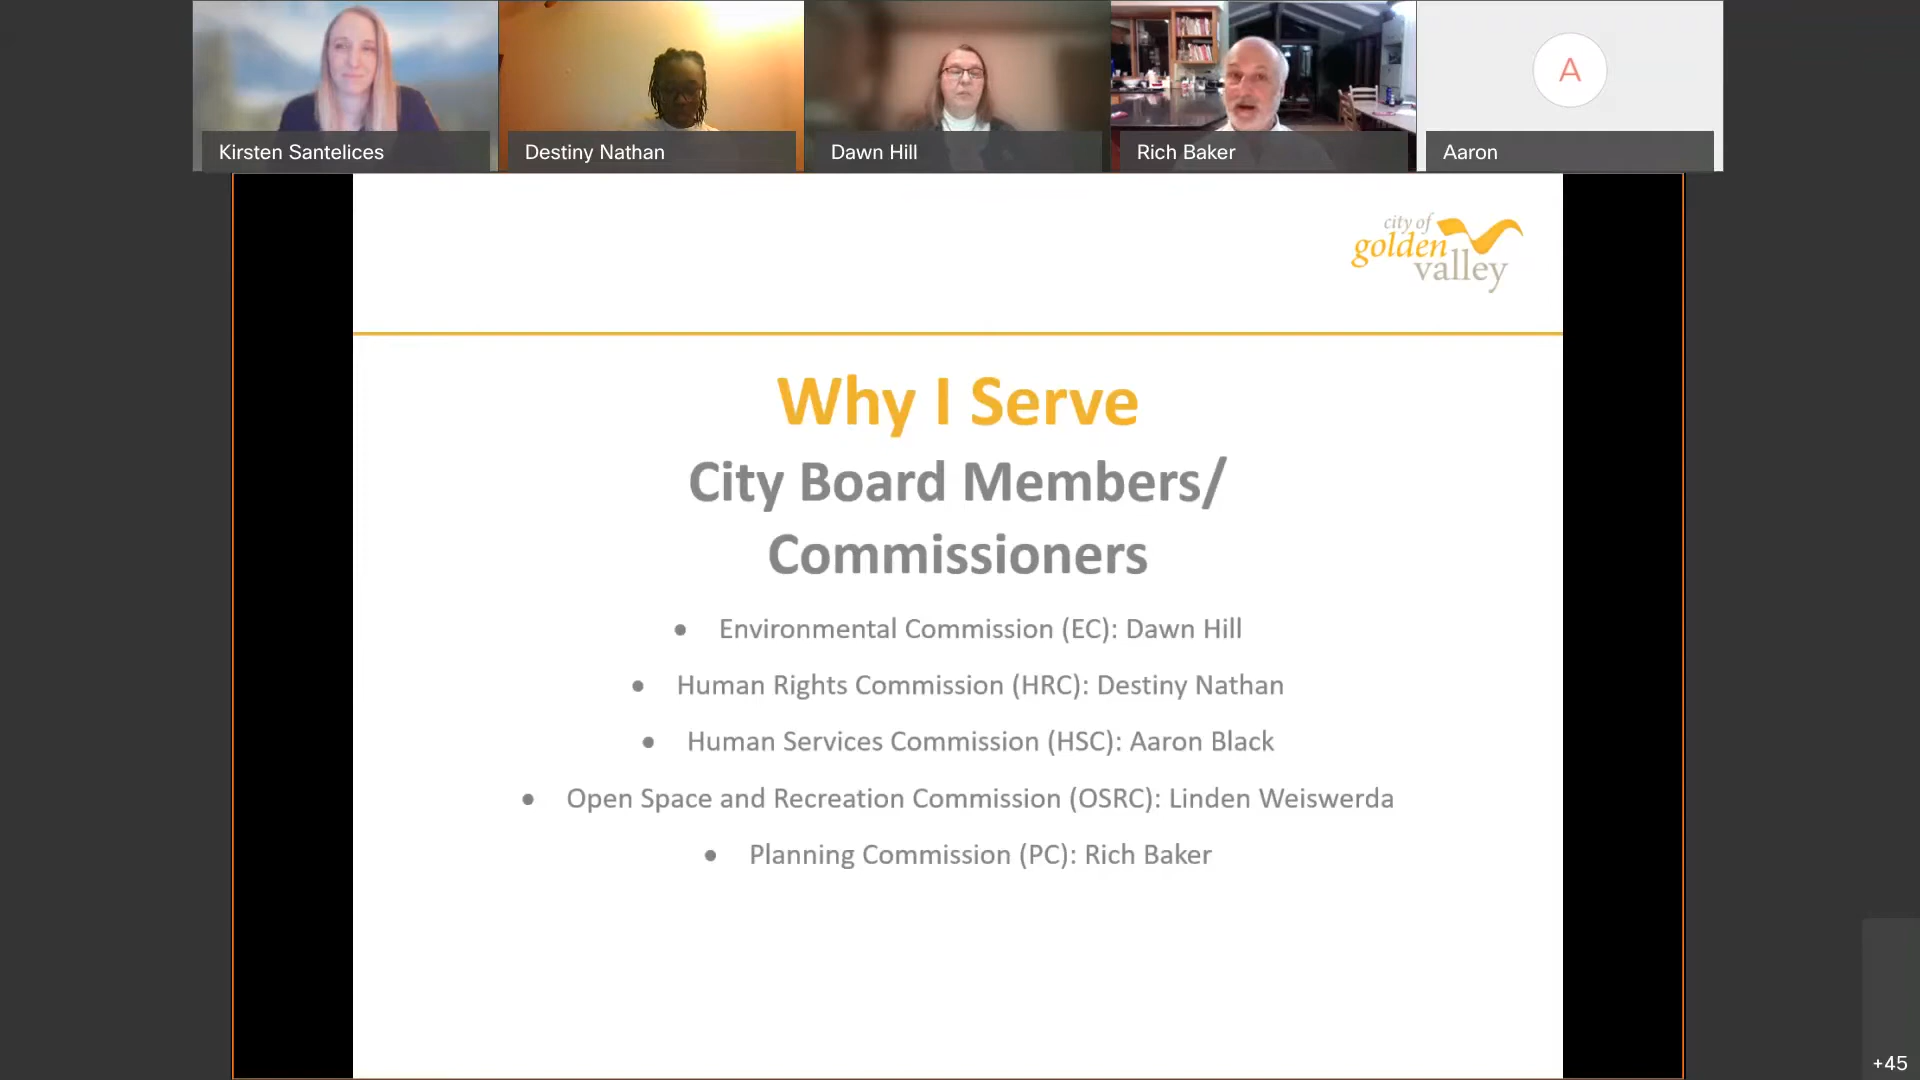 Kirsten Santelices
Destiny Nathan
Dawn Hill
Rich Baker
A
Aaron
city of
golden
valley
Why I Serve
City Board Members/
Commissioners
• Environmental Commission (EC): Dawn Hill
• Human Rights Commission (HRC): Destiny Nathan
• Human Services Commission (HSC): Aaron Black
• Open Space and Recreation Commission (OSRC): Linden Weiswerda
• Planning Commission (PC): Rich Baker
+45